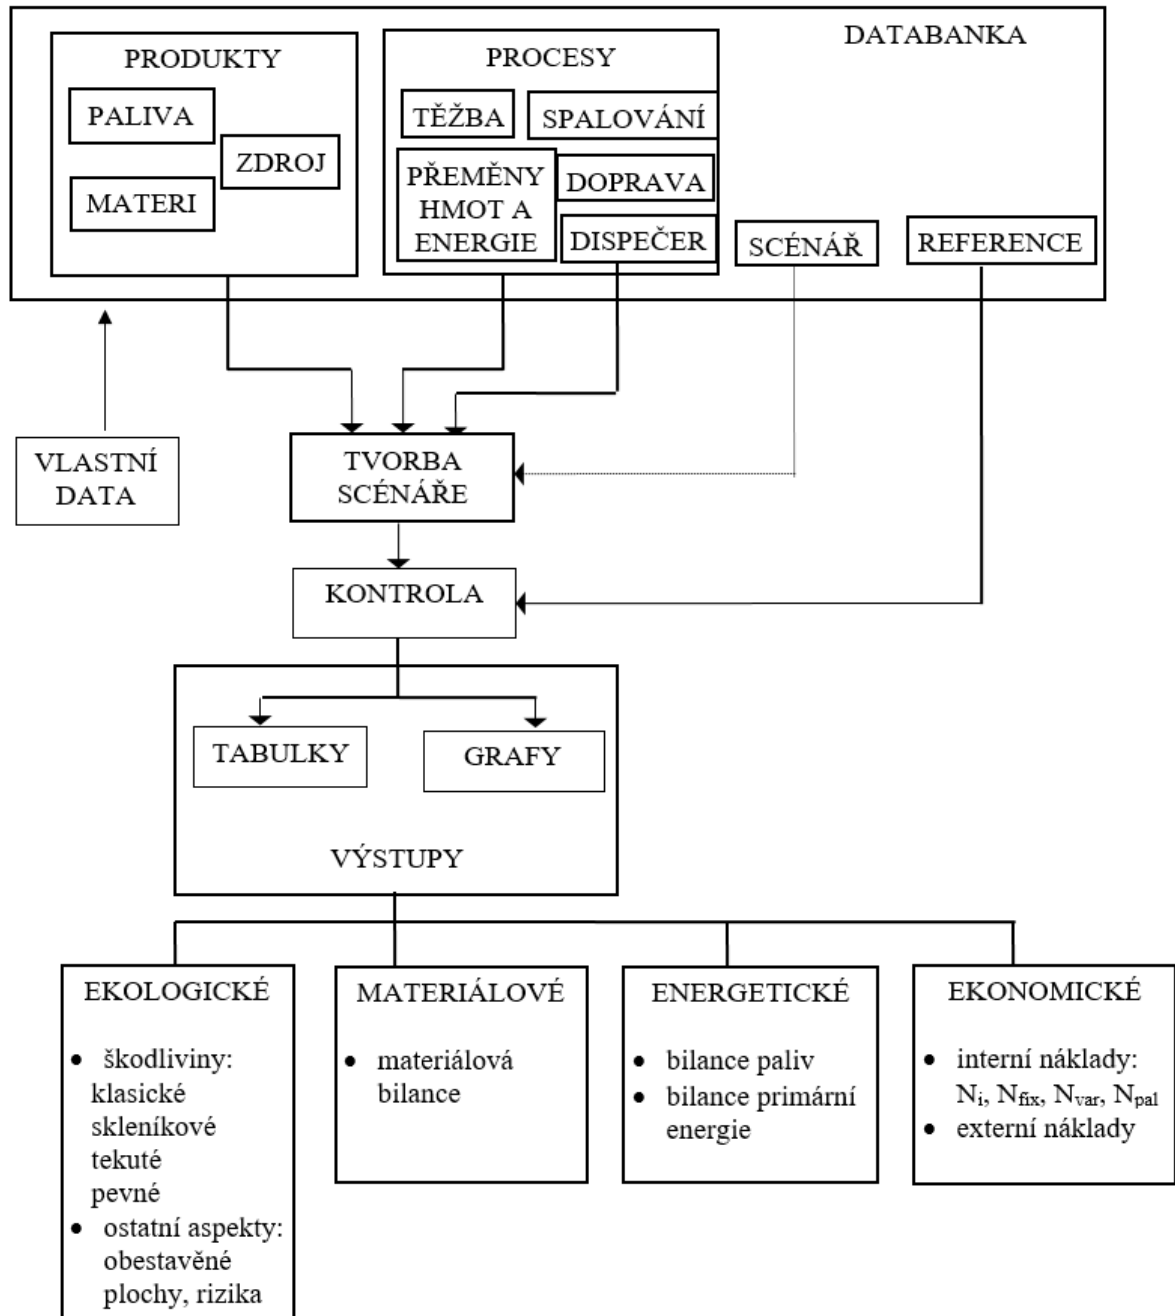 DATABANKA
PRODUKTY
PALIVA
ZDROJ
MATERI
PROCESY
TĚŽBA
SPALOVÁNÍ
PŘEMĚNY
HMOT A
ENERGIE
DOPRAVA
DISPEČER
SCÉNÁŘ
REFERENCE
VLASTNÍ
DATA
TVORBA
SCÉNÁŘE
KONTROLA
TABULKY
GRAFY
VÝSTUPY
EKOLOGICKÉ
• škodliviny:
klasické
skleníkové
tekuté
pevné
• ostatní aspekty:
obestavěné
plochy, rizika
MATERIÁLOVÉ
• materiálová
bilance
ENERGETICKÉ
• bilance paliv
• bilance primární
energie
EKONOMICKÉ
• interní náklady:
Ni, Nfix, Nvar, Npal
• externí náklady